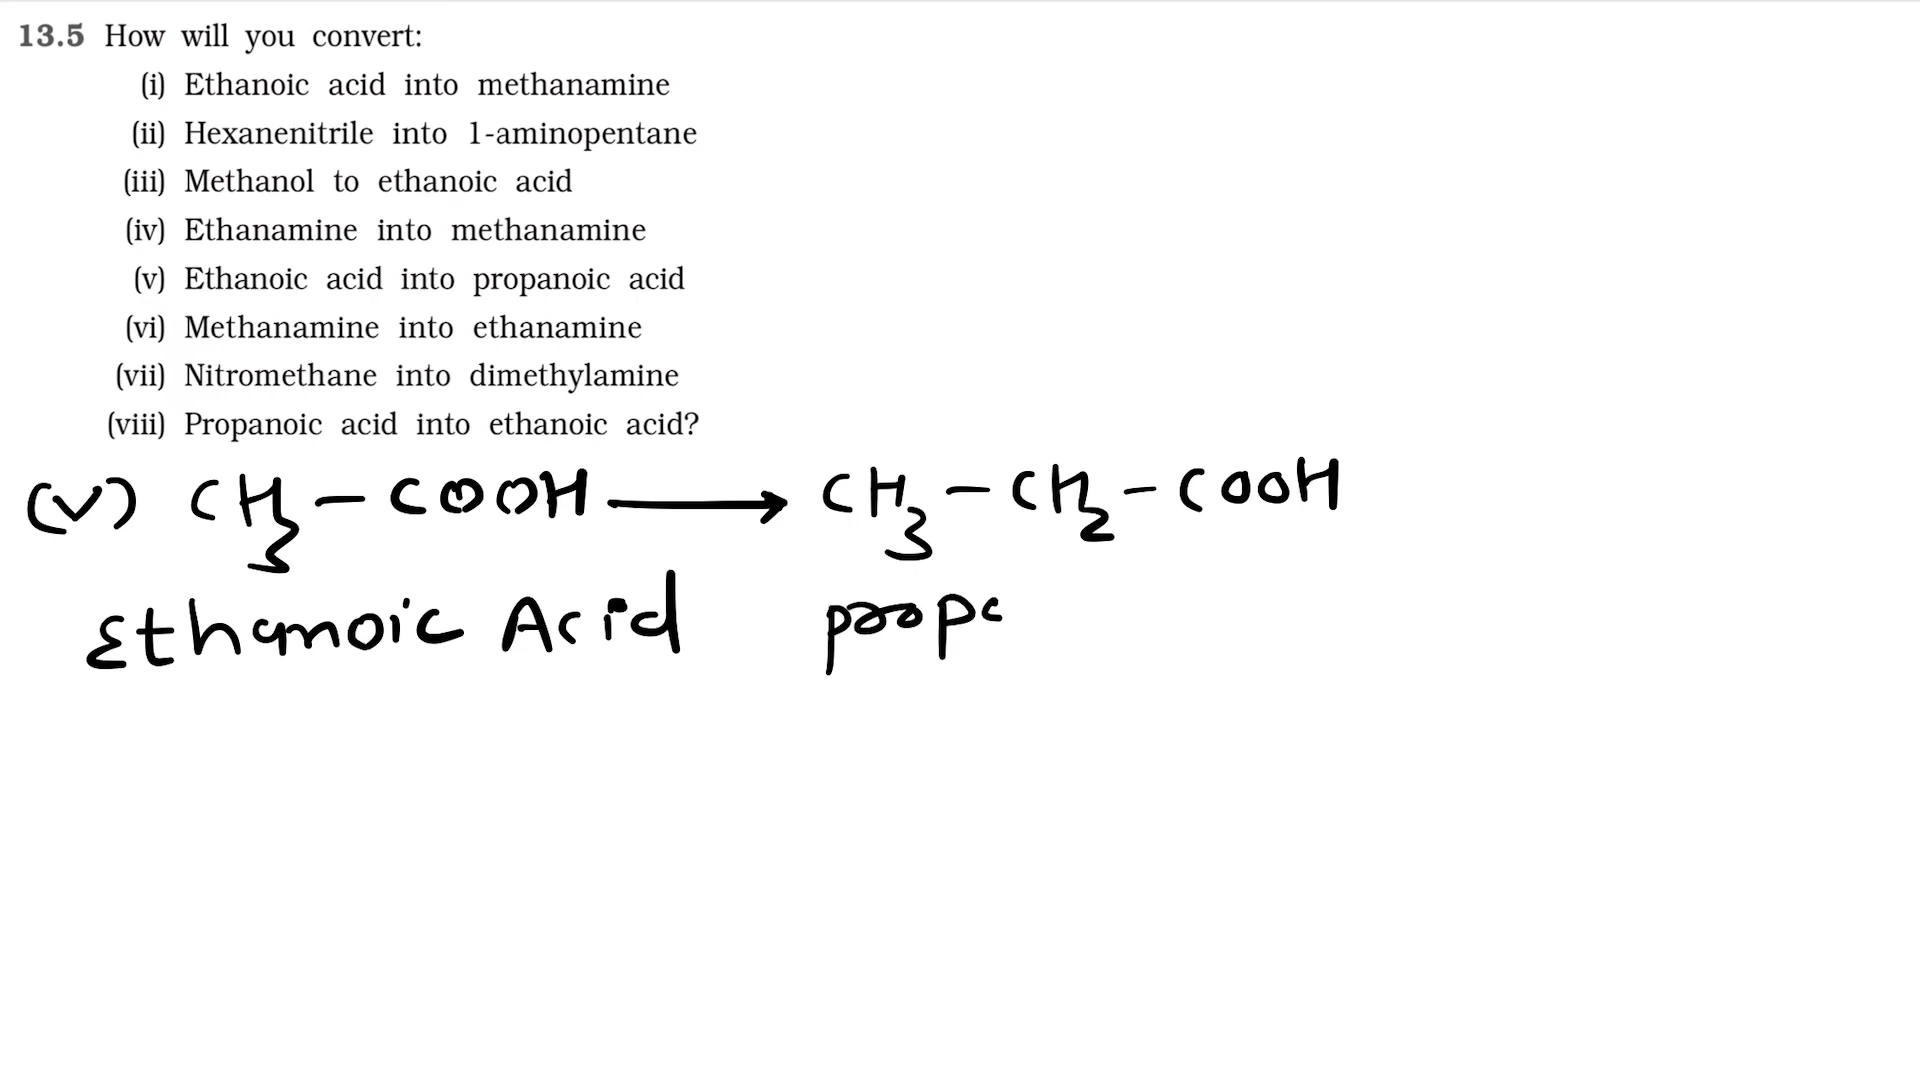 13.5 How will you convert:
(i) Ethanoic acid into methanamine
(ii) Hexanenitrile into 1-aminopentane
(iii) Methanol to ethanoic acid
(iv) Ethanamine into methanamine
(v) Ethanoic acid into propanoic acid
(vi) Methanamine into ethanamine
(vii) Nitromethane into dimethylamine
(viii) Propanoic acid into ethanoic acid?
(v) CH₃-COOH → CH₃-CH₂-COOH
Ethanoic Acid propc